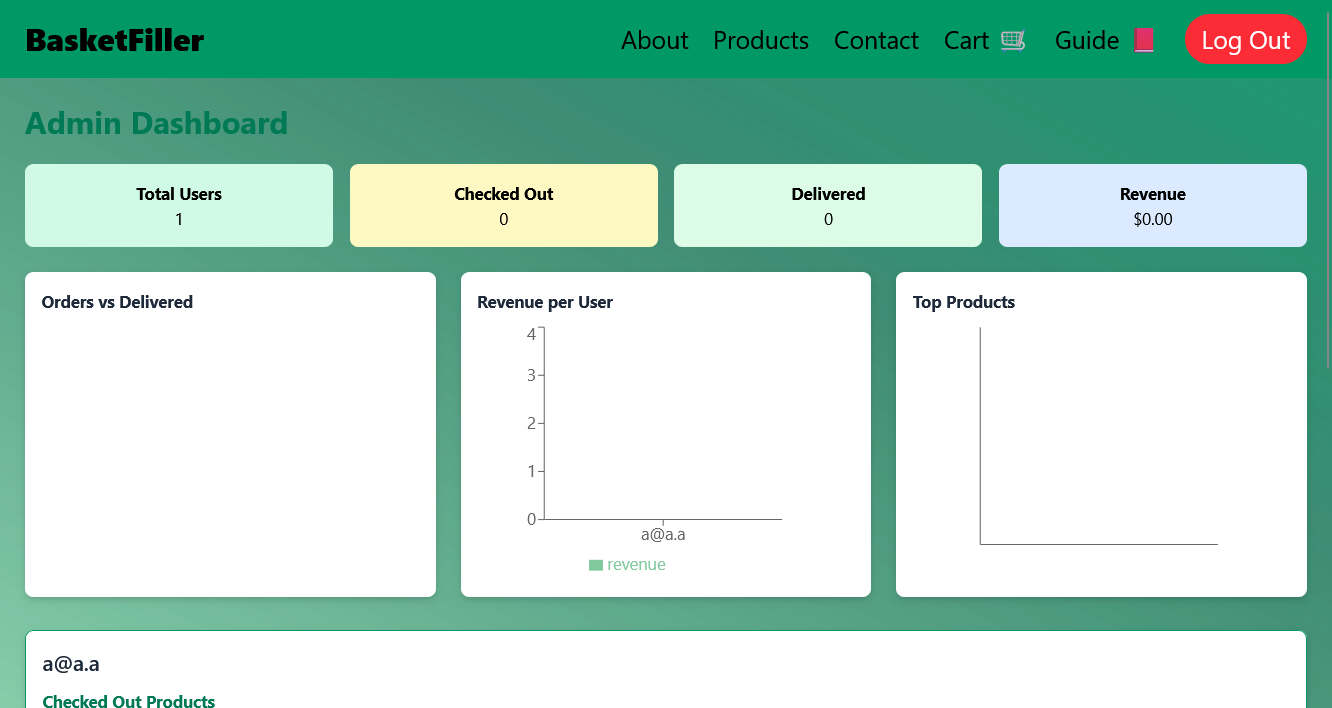 BasketFiller
About Products Contact Cart 🛒 Guide 📕 Log Out
Admin Dashboard
Total Users
1
Checked Out
0
Delivered
0
Revenue
$0.00
Orders vs Delivered
Revenue per User
4
3
2
1
0
a@a.a
revenue
Top Products
a@a.a
Checked Out Products